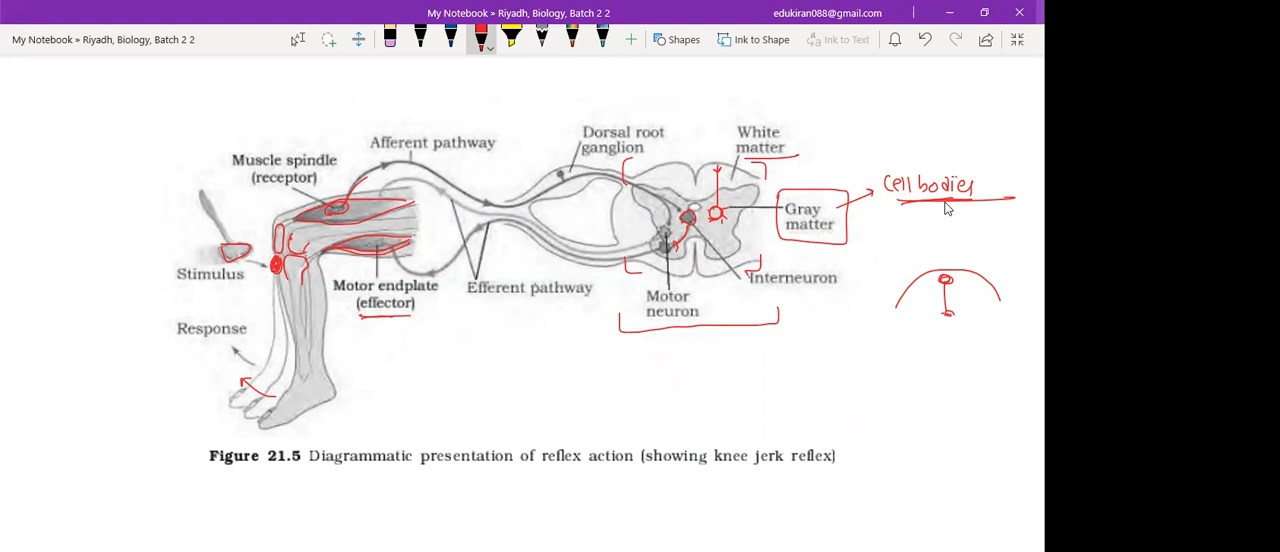 My Notebook » Riyadh, Biology, Batch 2 2
edukiran088@gmail.com
My Notebook » Riyadh, Biology, Batch 2 2
Shapes
Ink to Shape
Ink to Text
Afferent pathway
Dorsal root
ganglion
White
matter
Muscle spindle
(receptor)
Cell bodies
Gray
matter
Stimulus
Motor endplate
(effector)
Efferent pathway
Interneuron
Motor
neuron
Response
Figure 21.5 Diagrammatic presentation of reflex action (showing knee jerk reflex)